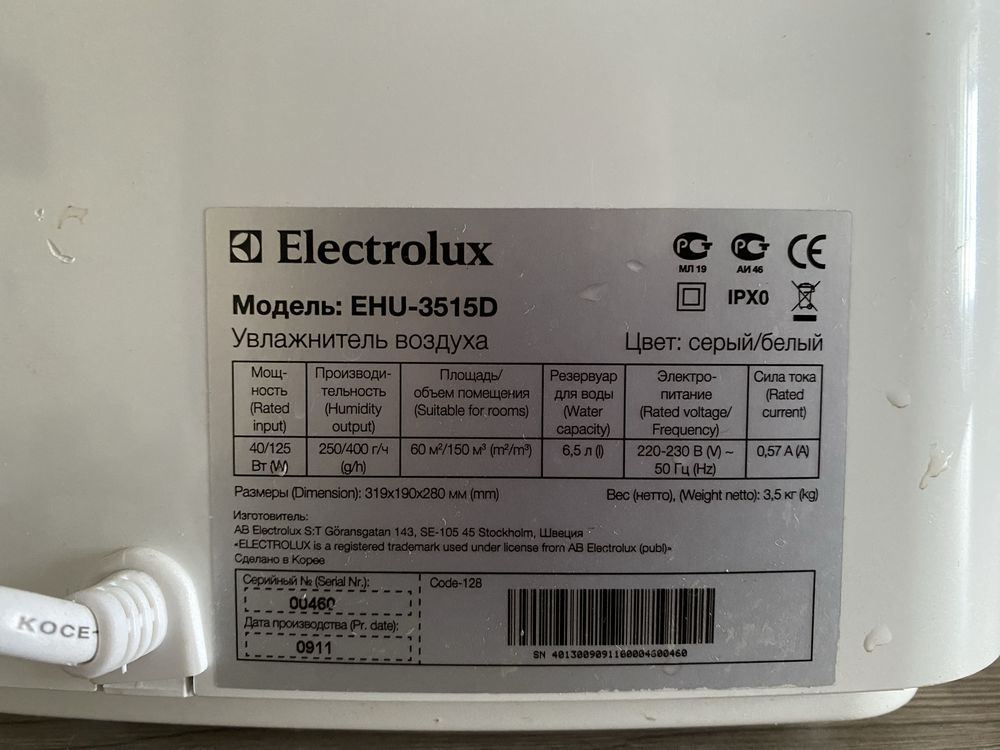 Electrolux
МЛ 19 АИ 46
Модель: EHU-3515D
IPX0
Увлажнитель воздуха
Цвет: серый/белый
Мощ-
ность
(Rated
input)
Производи-
тельность
(Humidity
output)
Площадь/
объем помещения
(Suitable for rooms)
Резервуар
для воды
(Water
capacity)
Электро-
питание
(Rated voltage/
Frequency)
Сила тока
(Rated
current)
40/125
Вт (W)
250/400 г/ч
(g/h)
60 м²/150 м³ (m²/m³)
6,5 л (l)
220-230 В (V) ~
50 Гц (Hz)
0,57 A (A)
Размеры (Dimension): 319x190x280 мм (mm)
Вес (нетто), (Weight netto): 3,5 кг (kg)
Изготовитель:
AB Electrolux S:T Göransgatan 143, SE-105 45 Stockholm, Швеция
«ELECTROLUX is a registered trademark used under license from AB Electrolux (publ)»
Сделано в Корее
Серийный № (Serial Nr.):
00460
Дата производства (Pr. date):
0911
Code-128
SN 4013009091100004600460
KOCE